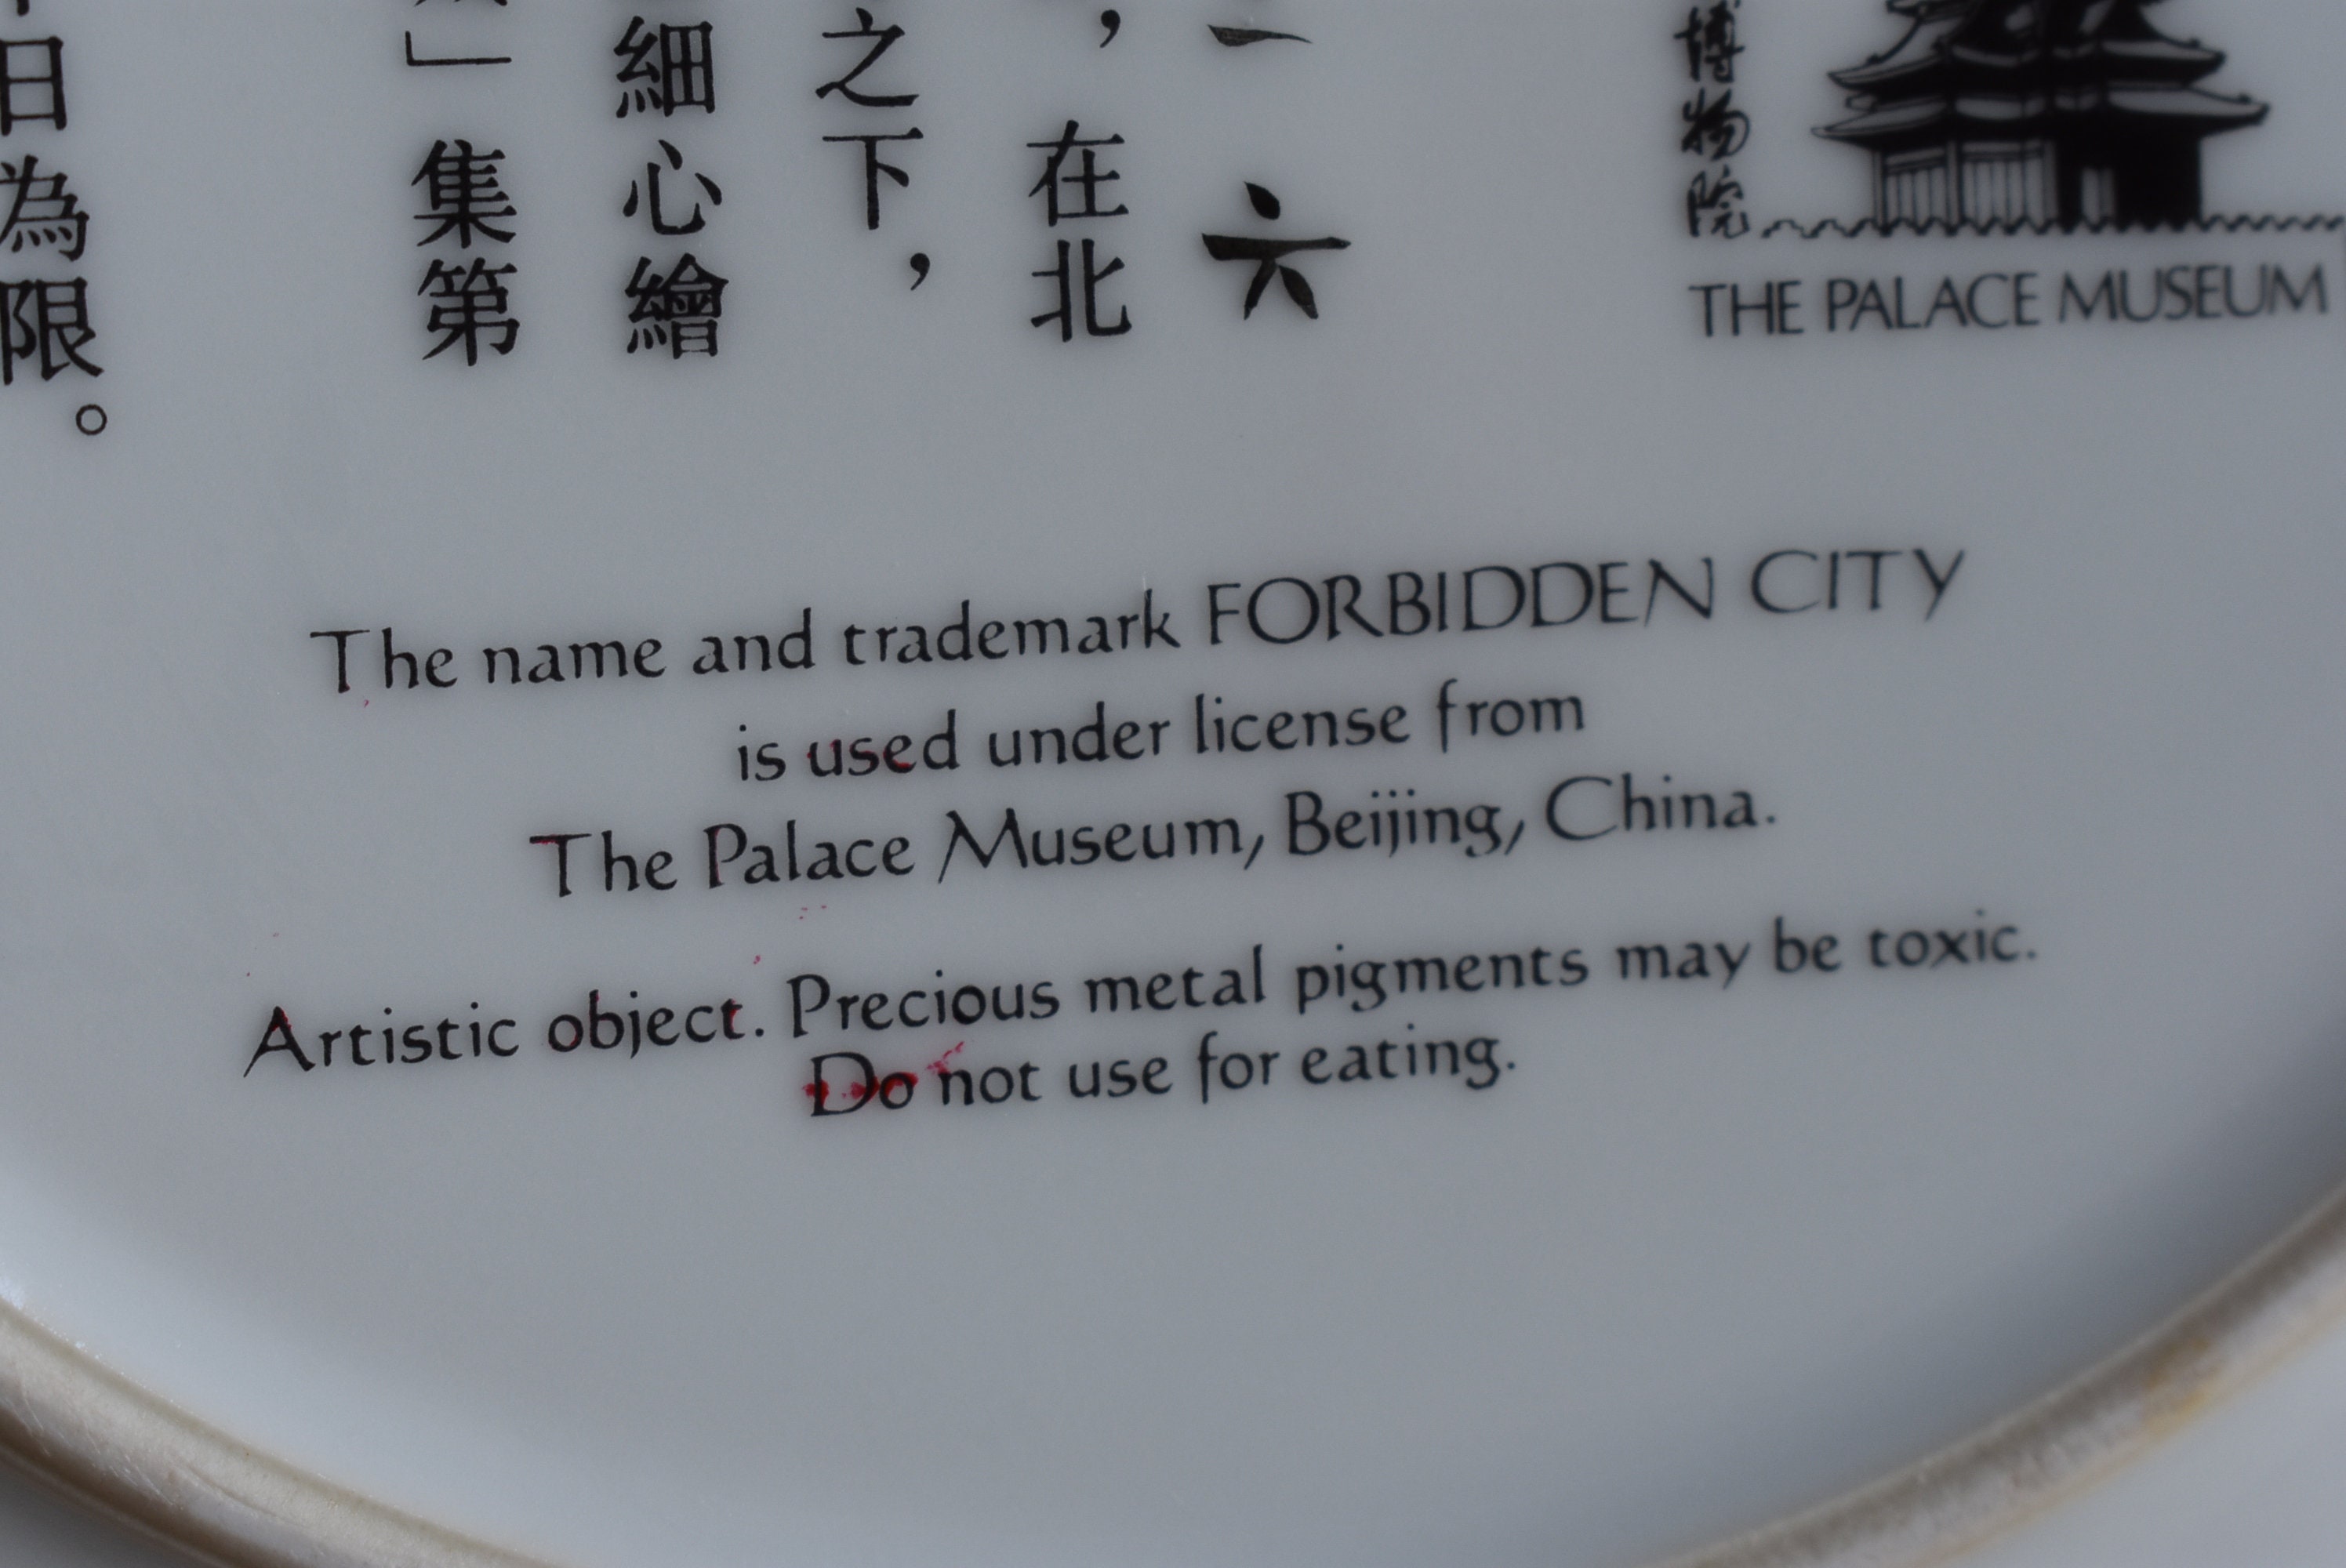 博物院
THE PALACE MUSEUM
六
，在北
之下，
細心繪
」集第
日為限。
The name and trademark FORBIDDEN CITY
is used under license from
The Palace Museum, Beijing, China.
Artistic object. Precious metal pigments may be toxic.
Do not use for eating.